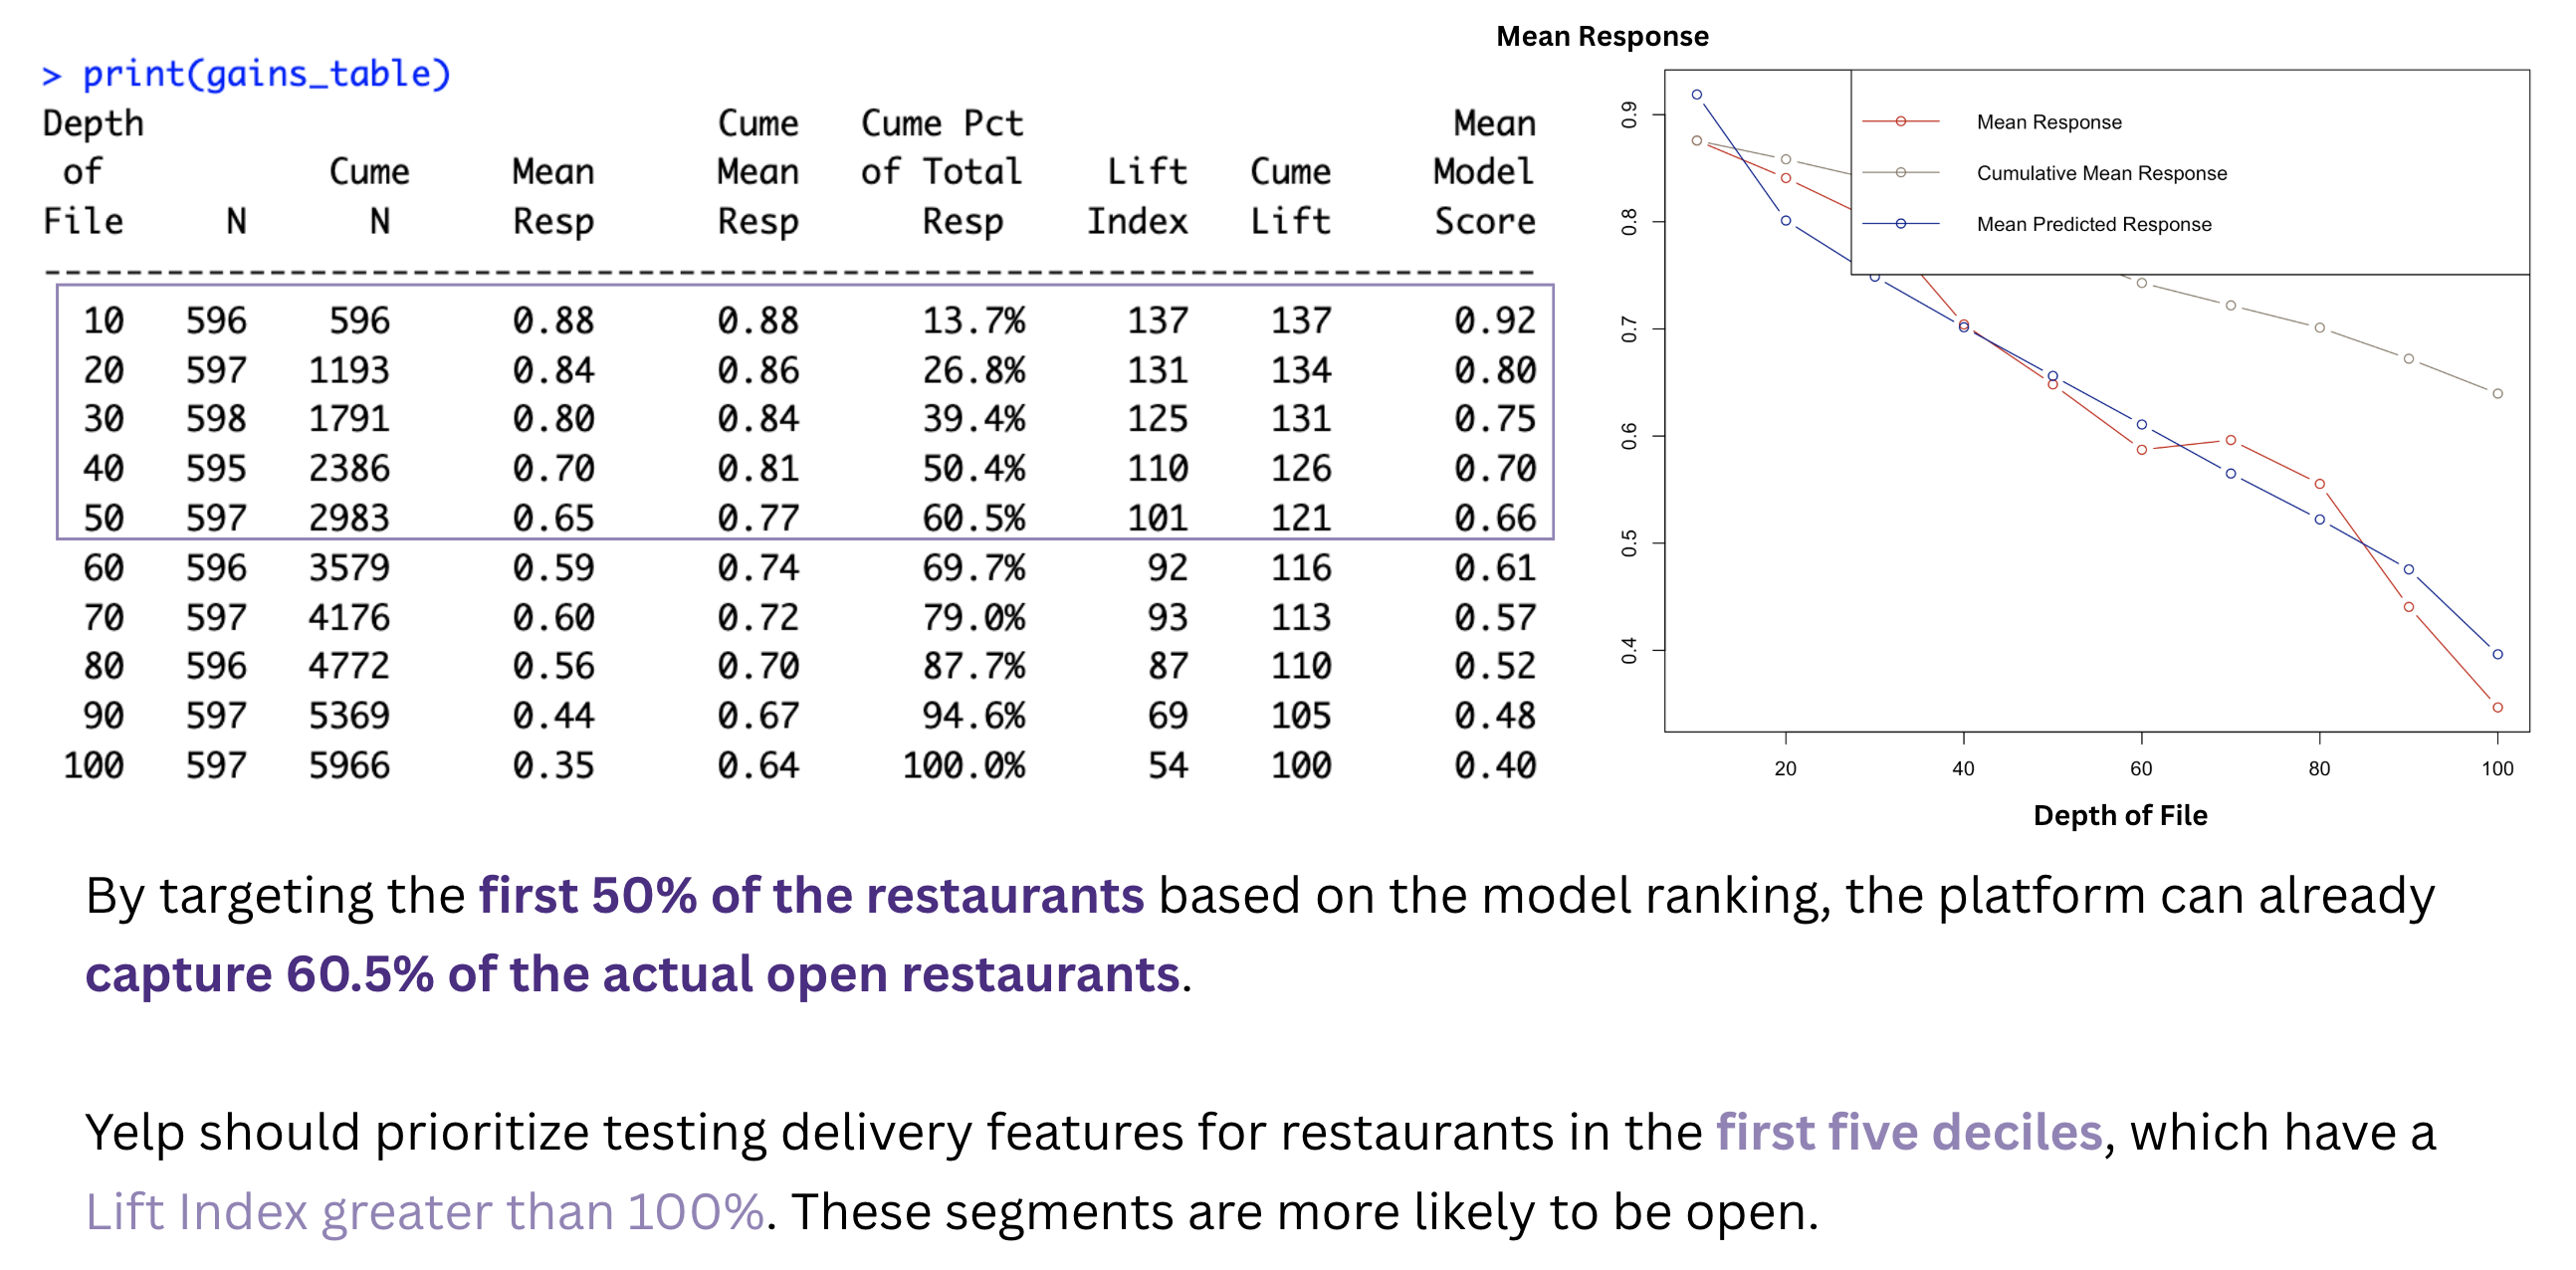 > print(gains_table)
Depth Cume Cume Pct Mean
of Cume Mean Mean of Total Lift Cume Model
File N N Resp Resp Resp Index Lift Score
-------------------------------------------------------------------------
10 596 596 0.88 0.88 13.7% 137 137 0.92
20 597 1193 0.84 0.86 26.8% 131 134 0.80
30 598 1791 0.80 0.84 39.4% 125 131 0.75
40 595 2386 0.70 0.81 50.4% 110 126 0.70
50 597 2983 0.65 0.77 60.5% 101 121 0.66
60 596 3579 0.59 0.74 69.7% 92 116 0.61
70 597 4176 0.60 0.72 79.0% 93 113 0.57
80 596 4772 0.56 0.70 87.7% 87 110 0.52
90 597 5369 0.44 0.67 94.6% 69 105 0.48
100 597 5966 0.35 0.64 100.0% 54 100 0.40
Mean Response
0.9
0.8
0.7
0.6
0.5
0.4
Mean Response
Cumulative Mean Response
Mean Predicted Response
20 40 60 80 100
Depth of File
By targeting the first 50% of the restaurants based on the model ranking, the platform can already
capture 60.5% of the actual open restaurants.
Yelp should prioritize testing delivery features for restaurants in the first five deciles, which have a
Lift Index greater than 100%. These segments are more likely to be open.